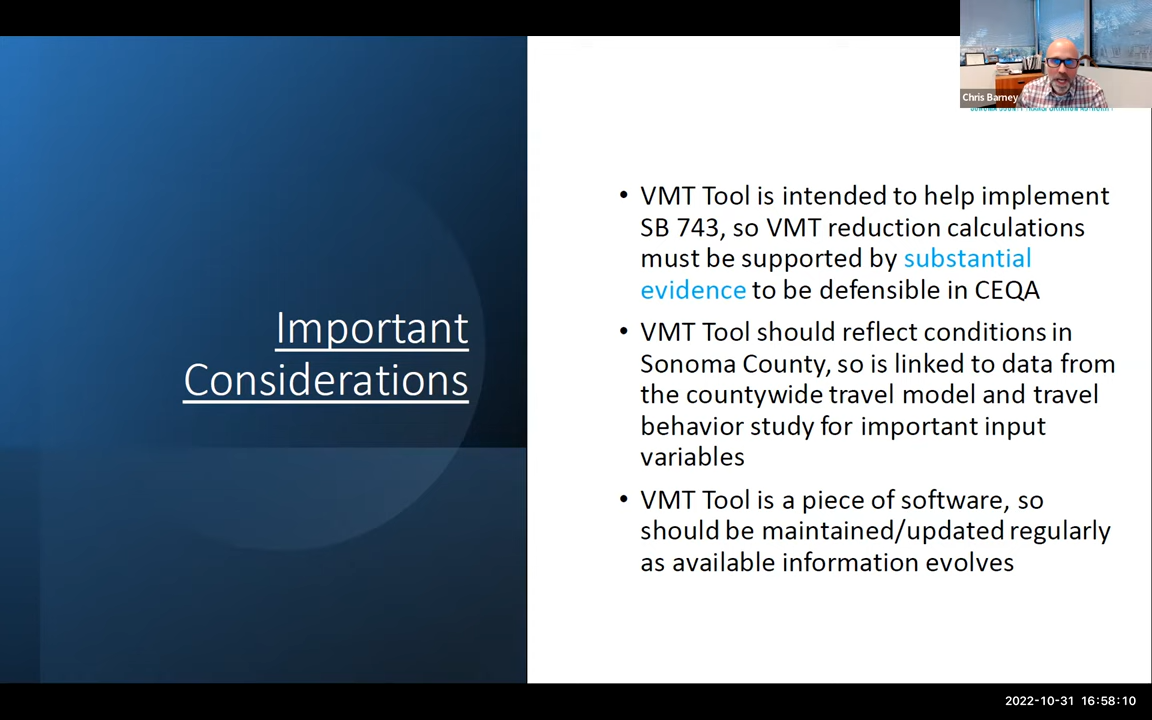 Chris Barney
Important
Considerations
• VMT Tool is intended to help implement
SB 743, so VMT reduction calculations
must be supported by substantial
evidence to be defensible in CEQA
• VMT Tool should reflect conditions in
Sonoma County, so is linked to data from
the countywide travel model and travel
behavior study for important input
variables
• VMT Tool is a piece of software, so
should be maintained/updated regularly
as available information evolves
2022-10-31 16:58:10